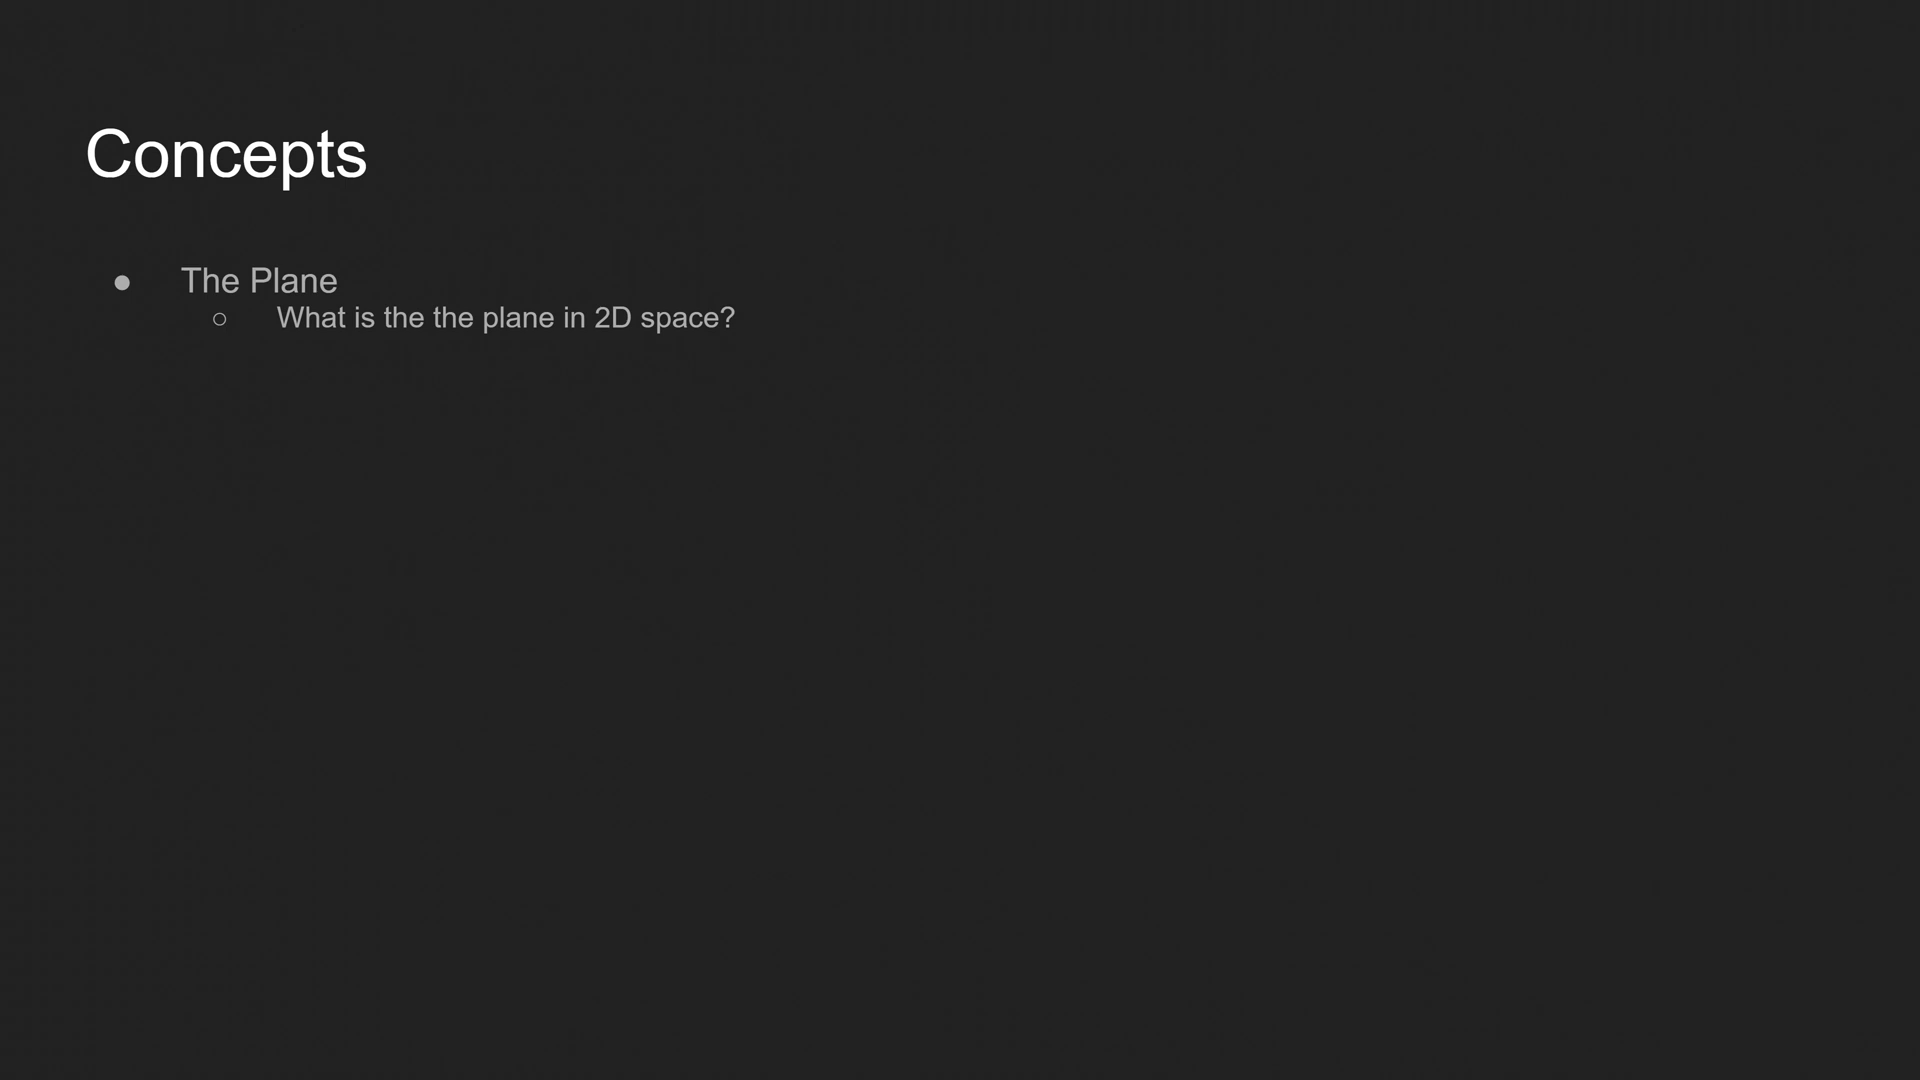 Concepts
● The Plane
○ What is the the plane in 2D space?